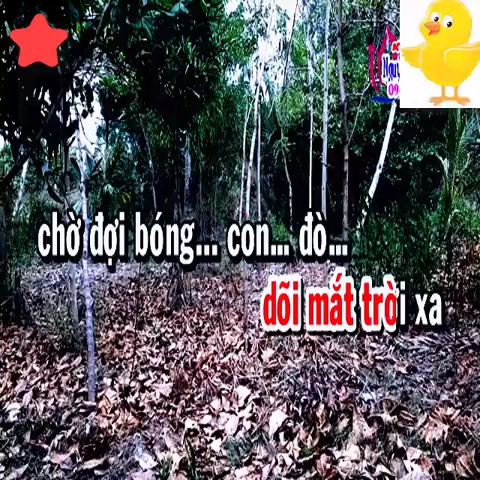 chờ đợi bóng... con... đò...
dõi mắt trời xa